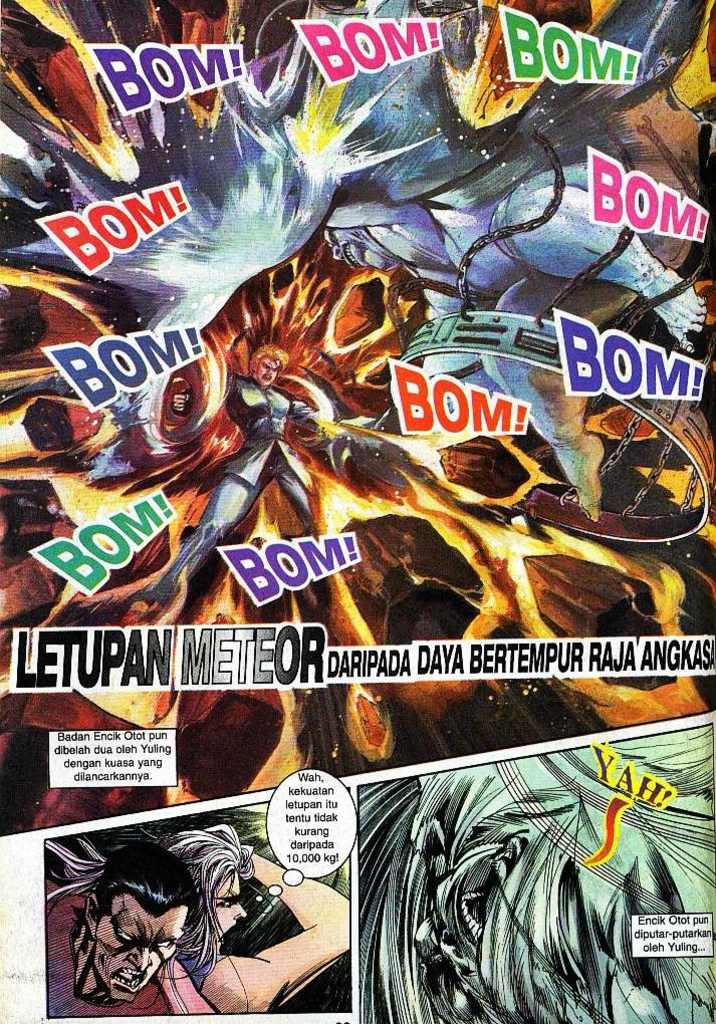 BOM!
BOM!
BOM!
BOM!
BOM!
BOM!
BOM!
BOM!
BOM!
BOM!
LETUPAN METEOR DARIPADA DAYA BERTEMPUR RAJA ANGKASA
Badan Encik Otot pun
dibelah dua oleh Yuling
dengan kuasa yang
dilancarkannya.
Wah,
kekuatan
letupan itu
tentu tidak
kurang
daripada
10,000 kg!
YAH!
Encik Otot pun
diputar-putarkan
oleh Yuling...